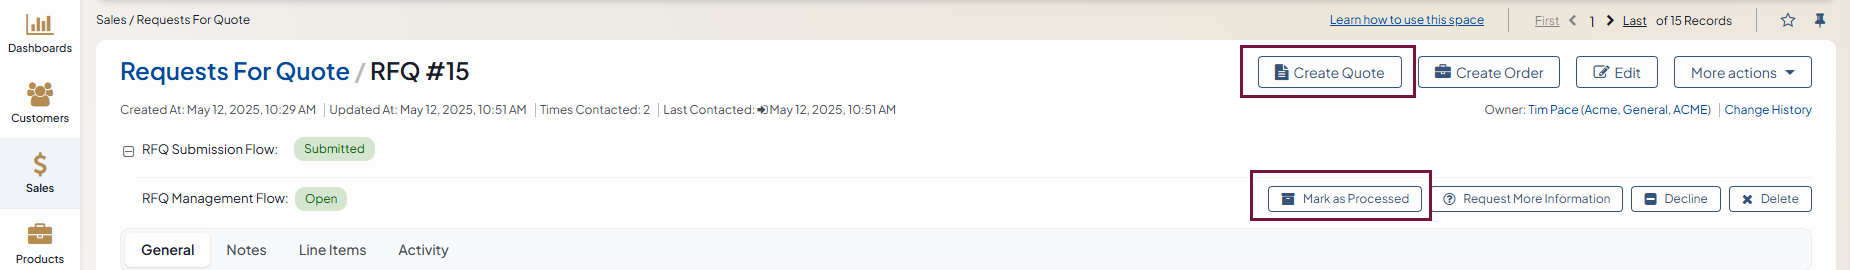 Dashboards
Customers
Sales
Products
Sales / Requests For Quote
Learn how to use this space
First 1 Last of 15 Records
Requests For Quote / RFQ #15
Create Quote Create Order Edit More actions
Created At: May 12, 2025, 10:29 AM Updated At: May 12, 2025, 10:51 AM Times Contacted: 2 Last Contacted: May 12, 2025, 10:51 AM
Owner: Tim Pace (Acme, General, ACME) Change History
RFQ Submission Flow: Submitted
RFQ Management Flow: Open
Mark as Processed Request More Information Decline Delete
General Notes Line Items Activity